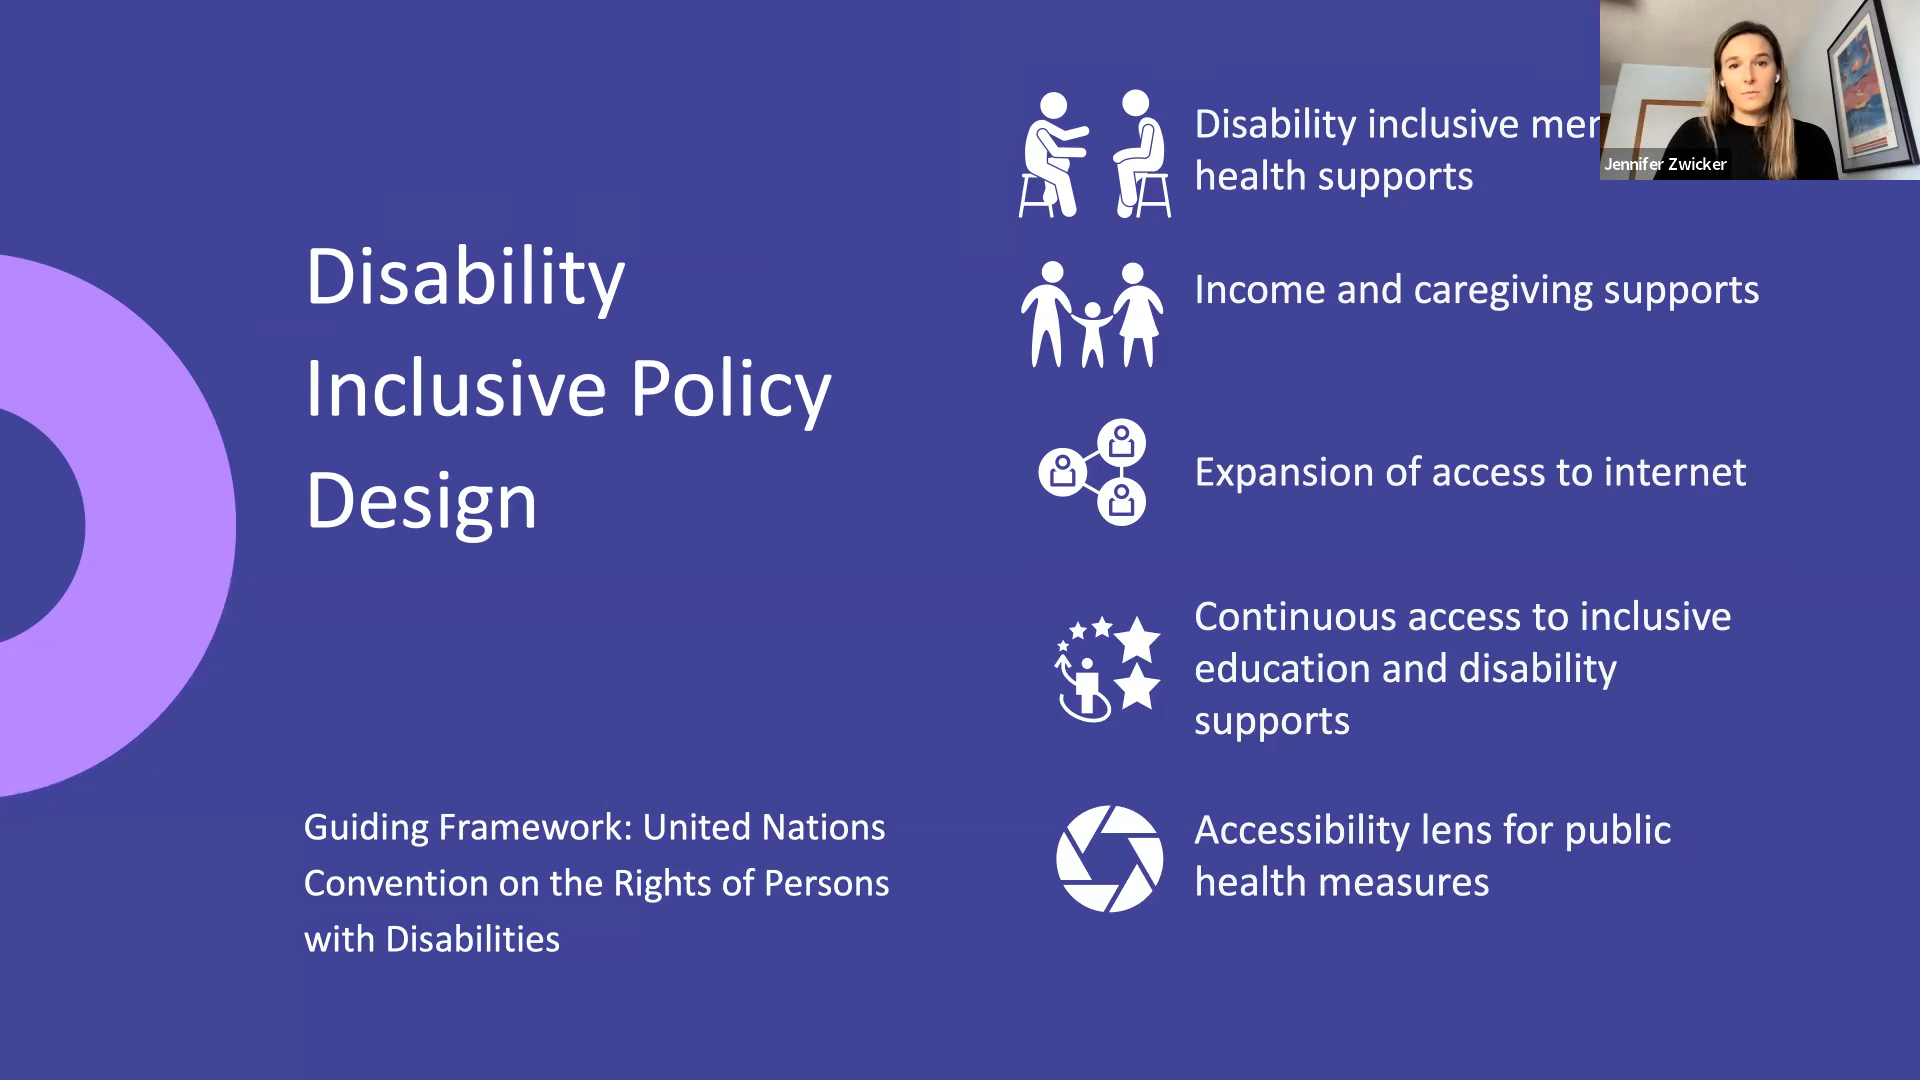 Disability
Inclusive Policy
Design
Guiding Framework: United Nations
Convention on the Rights of Persons
with Disabilities
Disability inclusive
health supports
Income and caregiving supports
Expansion of access to internet
Continuous access to inclusive
education and disability
supports
Accessibility lens for public
health measures
Jennifer Zwicker